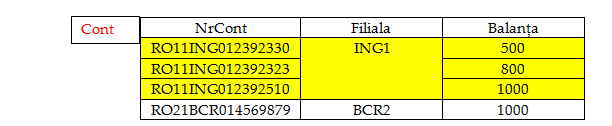 Cont NrCont Filiala Balanța
RO11ING012392330 ING1 500
RO11ING012392323 800
RO11ING012392510 1000
RO21BCR014569879 BCR2 1000